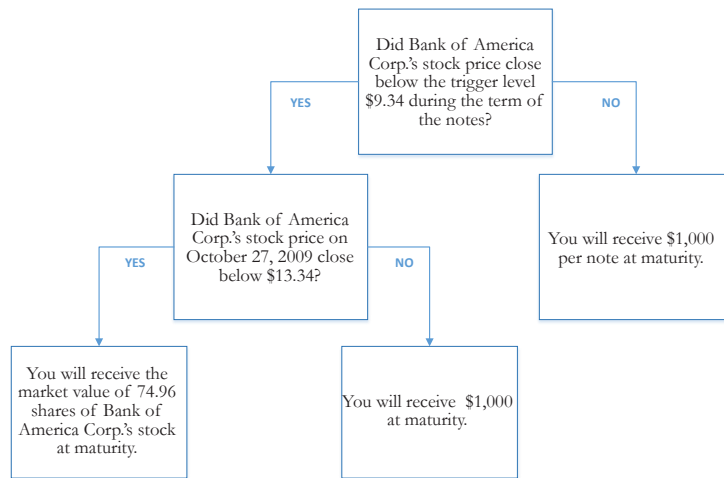 Did Bank of America
Corp.'s stock price close
below the trigger level
$9.34 during the term of
the notes?
YES
NO
Did Bank of America
Corp.'s stock price on
October 27, 2009 close
below $13.34?
You will receive $1,000
per note at maturity.
YES
NO
You will receive the
market value of 74.96
shares of Bank of
America Corp.'s stock
at maturity.
You will receive $1,000
at maturity.